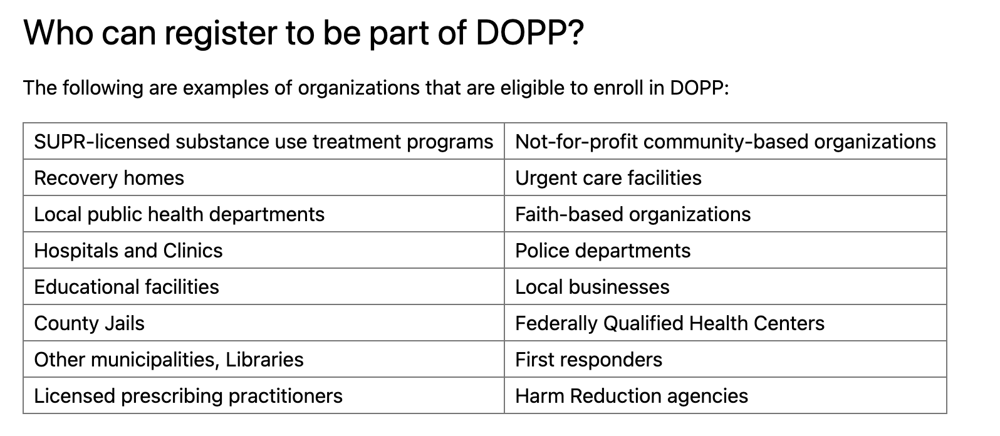 Who can register to be part of DOPP?
The following are examples of organizations that are eligible to enroll in DOPP:
SUPR-licensed substance use treatment programs Not-for-profit community-based organizations
Recovery homes Urgent care facilities
Local public health departments Faith-based organizations
Hospitals and Clinics Police departments
Educational facilities Local businesses
County Jails Federally Qualified Health Centers
Other municipalities, Libraries First responders
Licensed prescribing practitioners Harm Reduction agencies